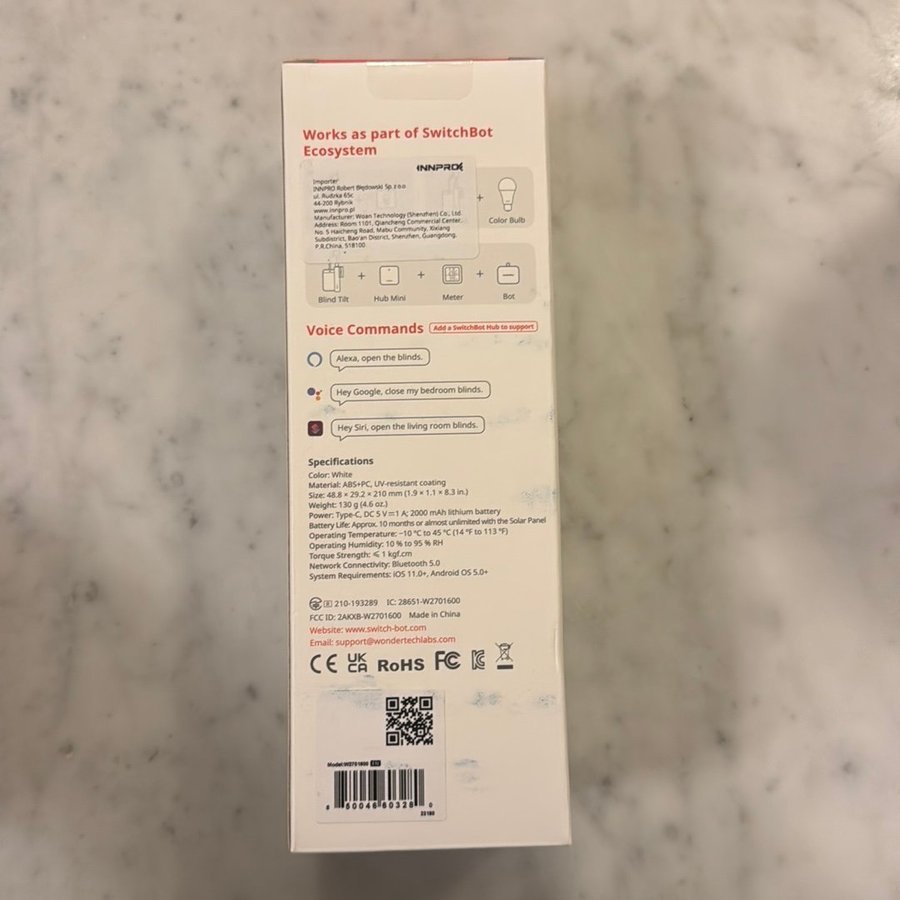 Works as part of SwitchBot
Ecosystem
INNPRO
Importer
INNPRO Robert Błędowski Sp. z o.o
ul. Rudzka 65c
44-200 Rybnik
www.innpro.pl
Manufacturer: Woan Technology (Shenzhen) Co., Ltd.
Address: Room 1101, Qiancheng Commercial Center,
No. 5 Haicheng Road, Mabu Community, Xixiang
Subdistrict, Bao'an District, Shenzhen, Guangdong,
P.R.China, 518100
+
Color Bulb
+ + +
Blind Tilt Hub Mini Meter Bot
Voice Commands Add a SwitchBot Hub to support
Alexa, open the blinds.
Hey Google, close my bedroom blinds.
Hey Siri, open the living room blinds.
Specifications
Color: White
Material: ABS+PC, UV-resistant coating
Size: 48.8 × 29.2 × 210 mm (1.9 × 1.1 × 8.3 in.)
Weight: 130 g (4.6 oz.)
Power: Type-C, DC 5 V⎓1 A; 2000 mAh lithium battery
Battery Life: Approx. 10 months or almost unlimited with the Solar Panel
Operating Temperature: −10 °C to 45 °C (14 °F to 113 °F)
Operating Humidity: 10 % to 95 % RH
Torque Strength: ≤ 1 kgf.cm
Network Connectivity: Bluetooth 5.0
System Requirements: iOS 11.0+, Android OS 5.0+
R 210-193289 IC: 28651-W2701600
FCC ID: 2AKXB-W2701600 Made in China
Website: www.switch-bot.com
Email: support@wondertechlabs.com
CE UKCA RoHS FC
Model:W2701600 EU
8 50046 60328 0